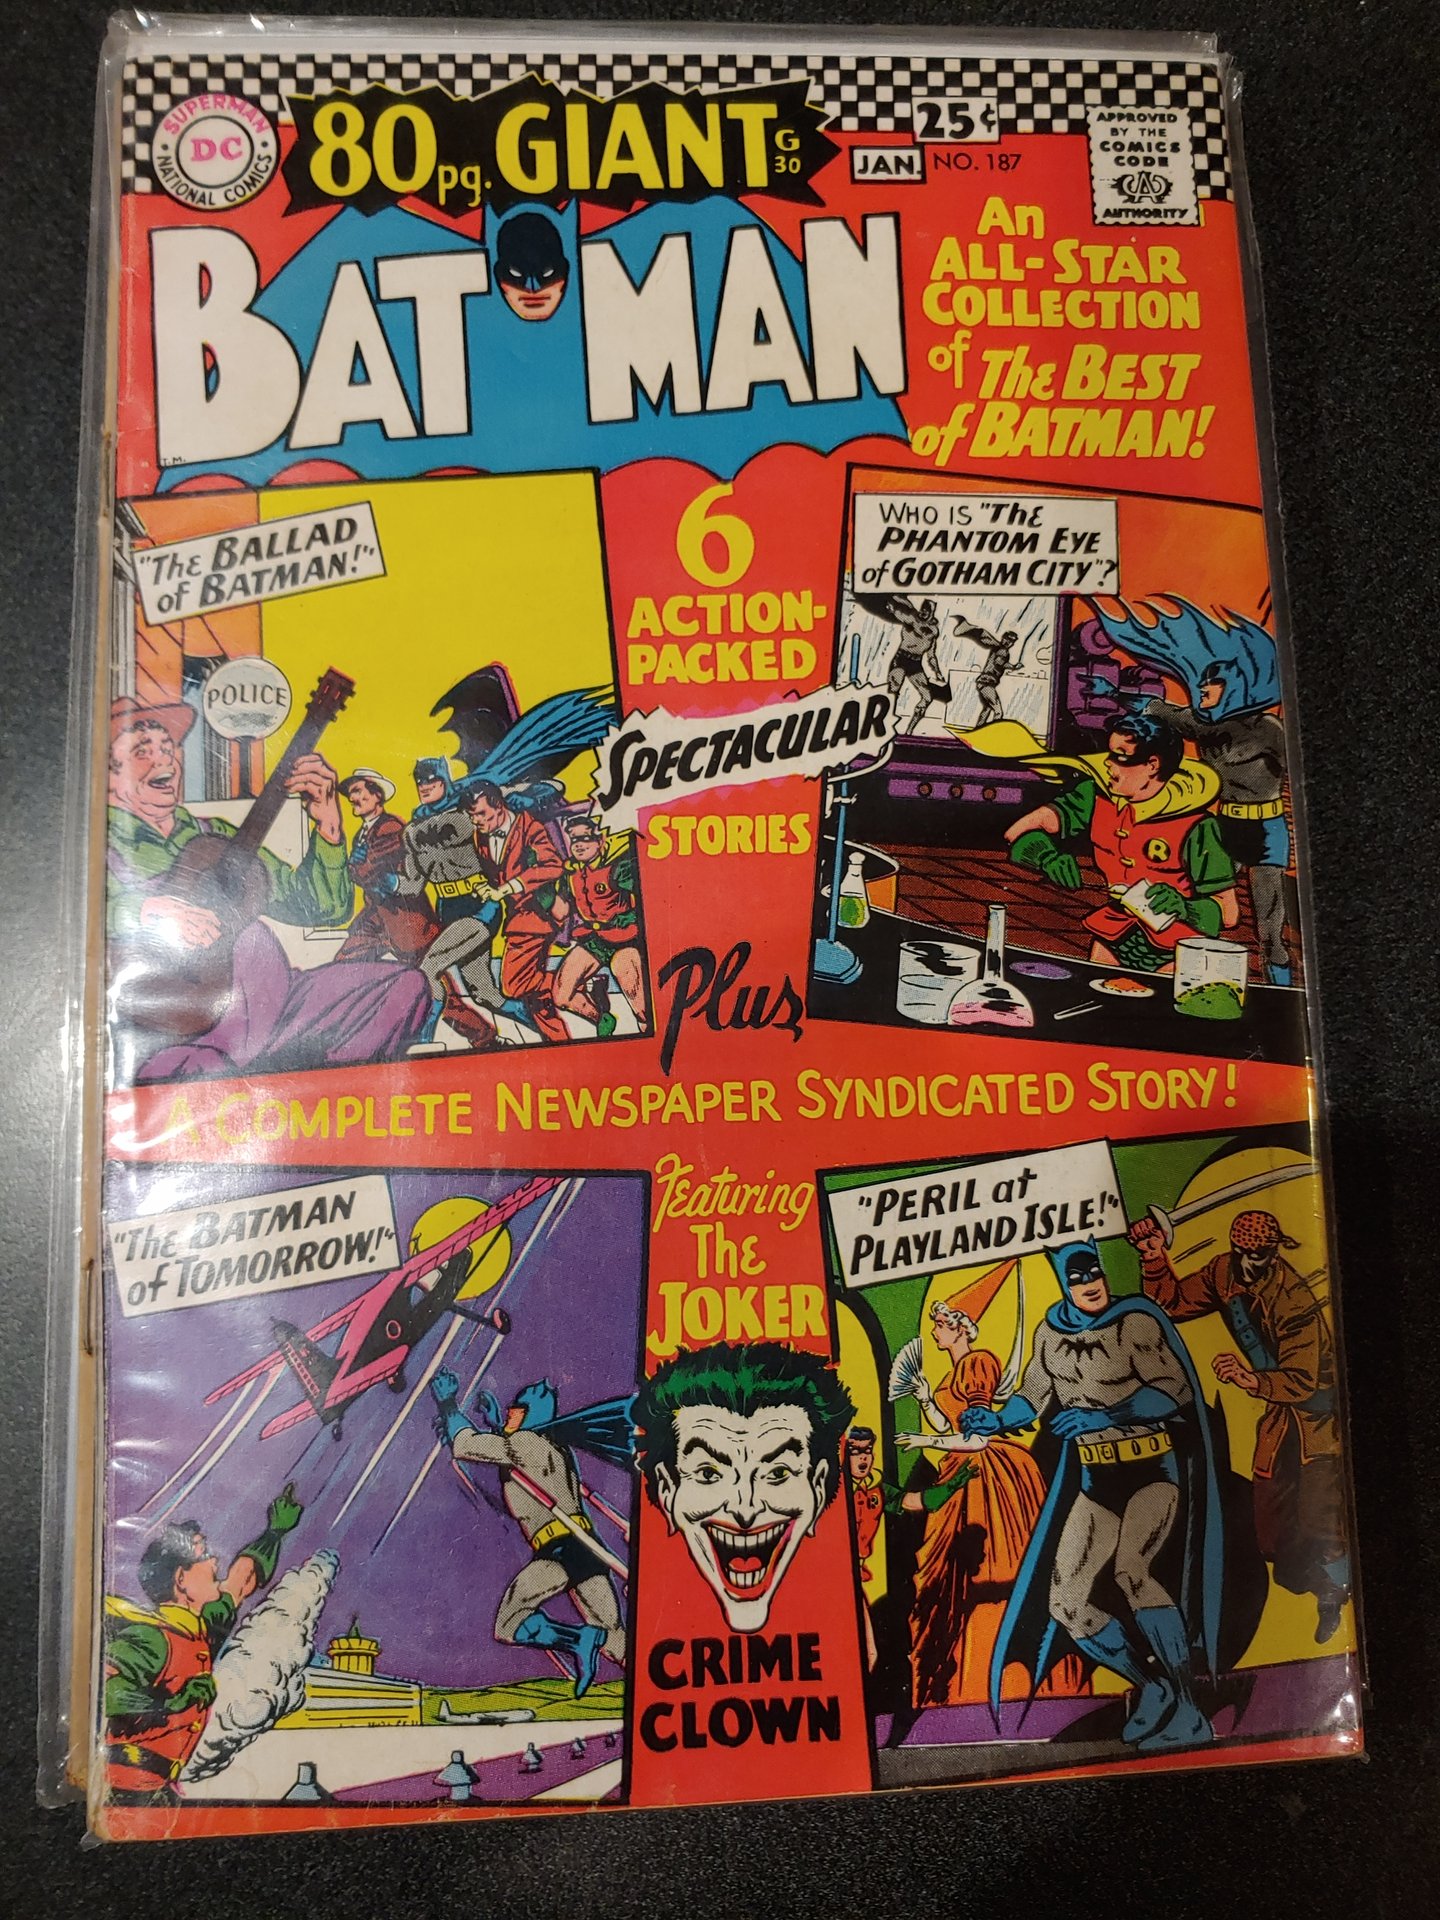 SUPERMAN
DC
NATIONAL COMICS
80pg. GIANT
G
30
25¢
JAN. NO. 187
APPROVED
BY THE
COMICS
CODE
CA
AUTHORITY
BATMAN
T.M.
An
ALL-STAR
COLLECTION
of The BEST
of BATMAN!
"The BALLAD
of BATMAN!"
POLICE
6
ACTION-
PACKED
SPECTACULAR
STORIES
WHO IS "The
PHANTOM EYE
of GOTHAM CITY"?
R
R
Plus
A COMPLETE NEWSPAPER SYNDICATED STORY!
"The BATMAN
of TOMORROW!"
Featuring
The
JOKER
CRIME
CLOWN
"PERIL at
PLAYLAND ISLE!"
R